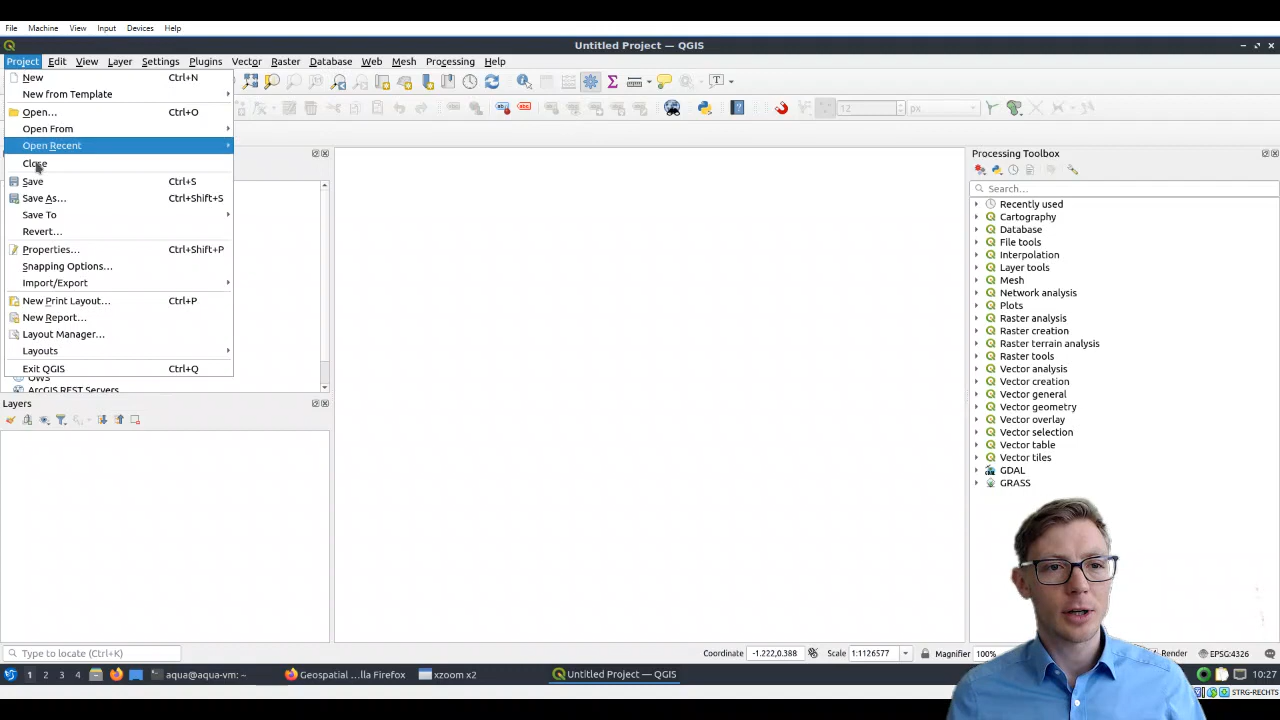 File Machine View Input Devices Help
Untitled Project — QGIS
Project Edit View Layer Settings Plugins Vector Raster Database Web Mesh Processing Help
New Ctrl+N
New from Template
Open... Ctrl+O
Open From
Open Recent
Close
Save Ctrl+S
Save As... Ctrl+Shift+S
Save To
Revert...
Properties... Ctrl+Shift+P
Snapping Options...
Import/Export
New Print Layout... Ctrl+P
New Report...
Layout Manager...
Layouts
Exit QGIS Ctrl+Q
OWS
ArcGIS REST Servers
Layers
12 px
Processing Toolbox
Search...
Recently used
Cartography
Database
File tools
Interpolation
Layer tools
Mesh
Network analysis
Plots
Raster analysis
Raster creation
Raster terrain analysis
Raster tools
Vector analysis
Vector creation
Vector general
Vector geometry
Vector overlay
Vector selection
Vector table
Vector tiles
GDAL
GRASS
Type to locate (Ctrl+K)
Coordinate -1.222,0.388 Scale 1:1126577 Magnifier 100% Render EPSG:4326
1 2 3 4 aqua@aqua-vm: ~ Geospatial ...lla Firefox xzoom x2 Untitled Project — QGIS 10:27
STRG-RECHTS